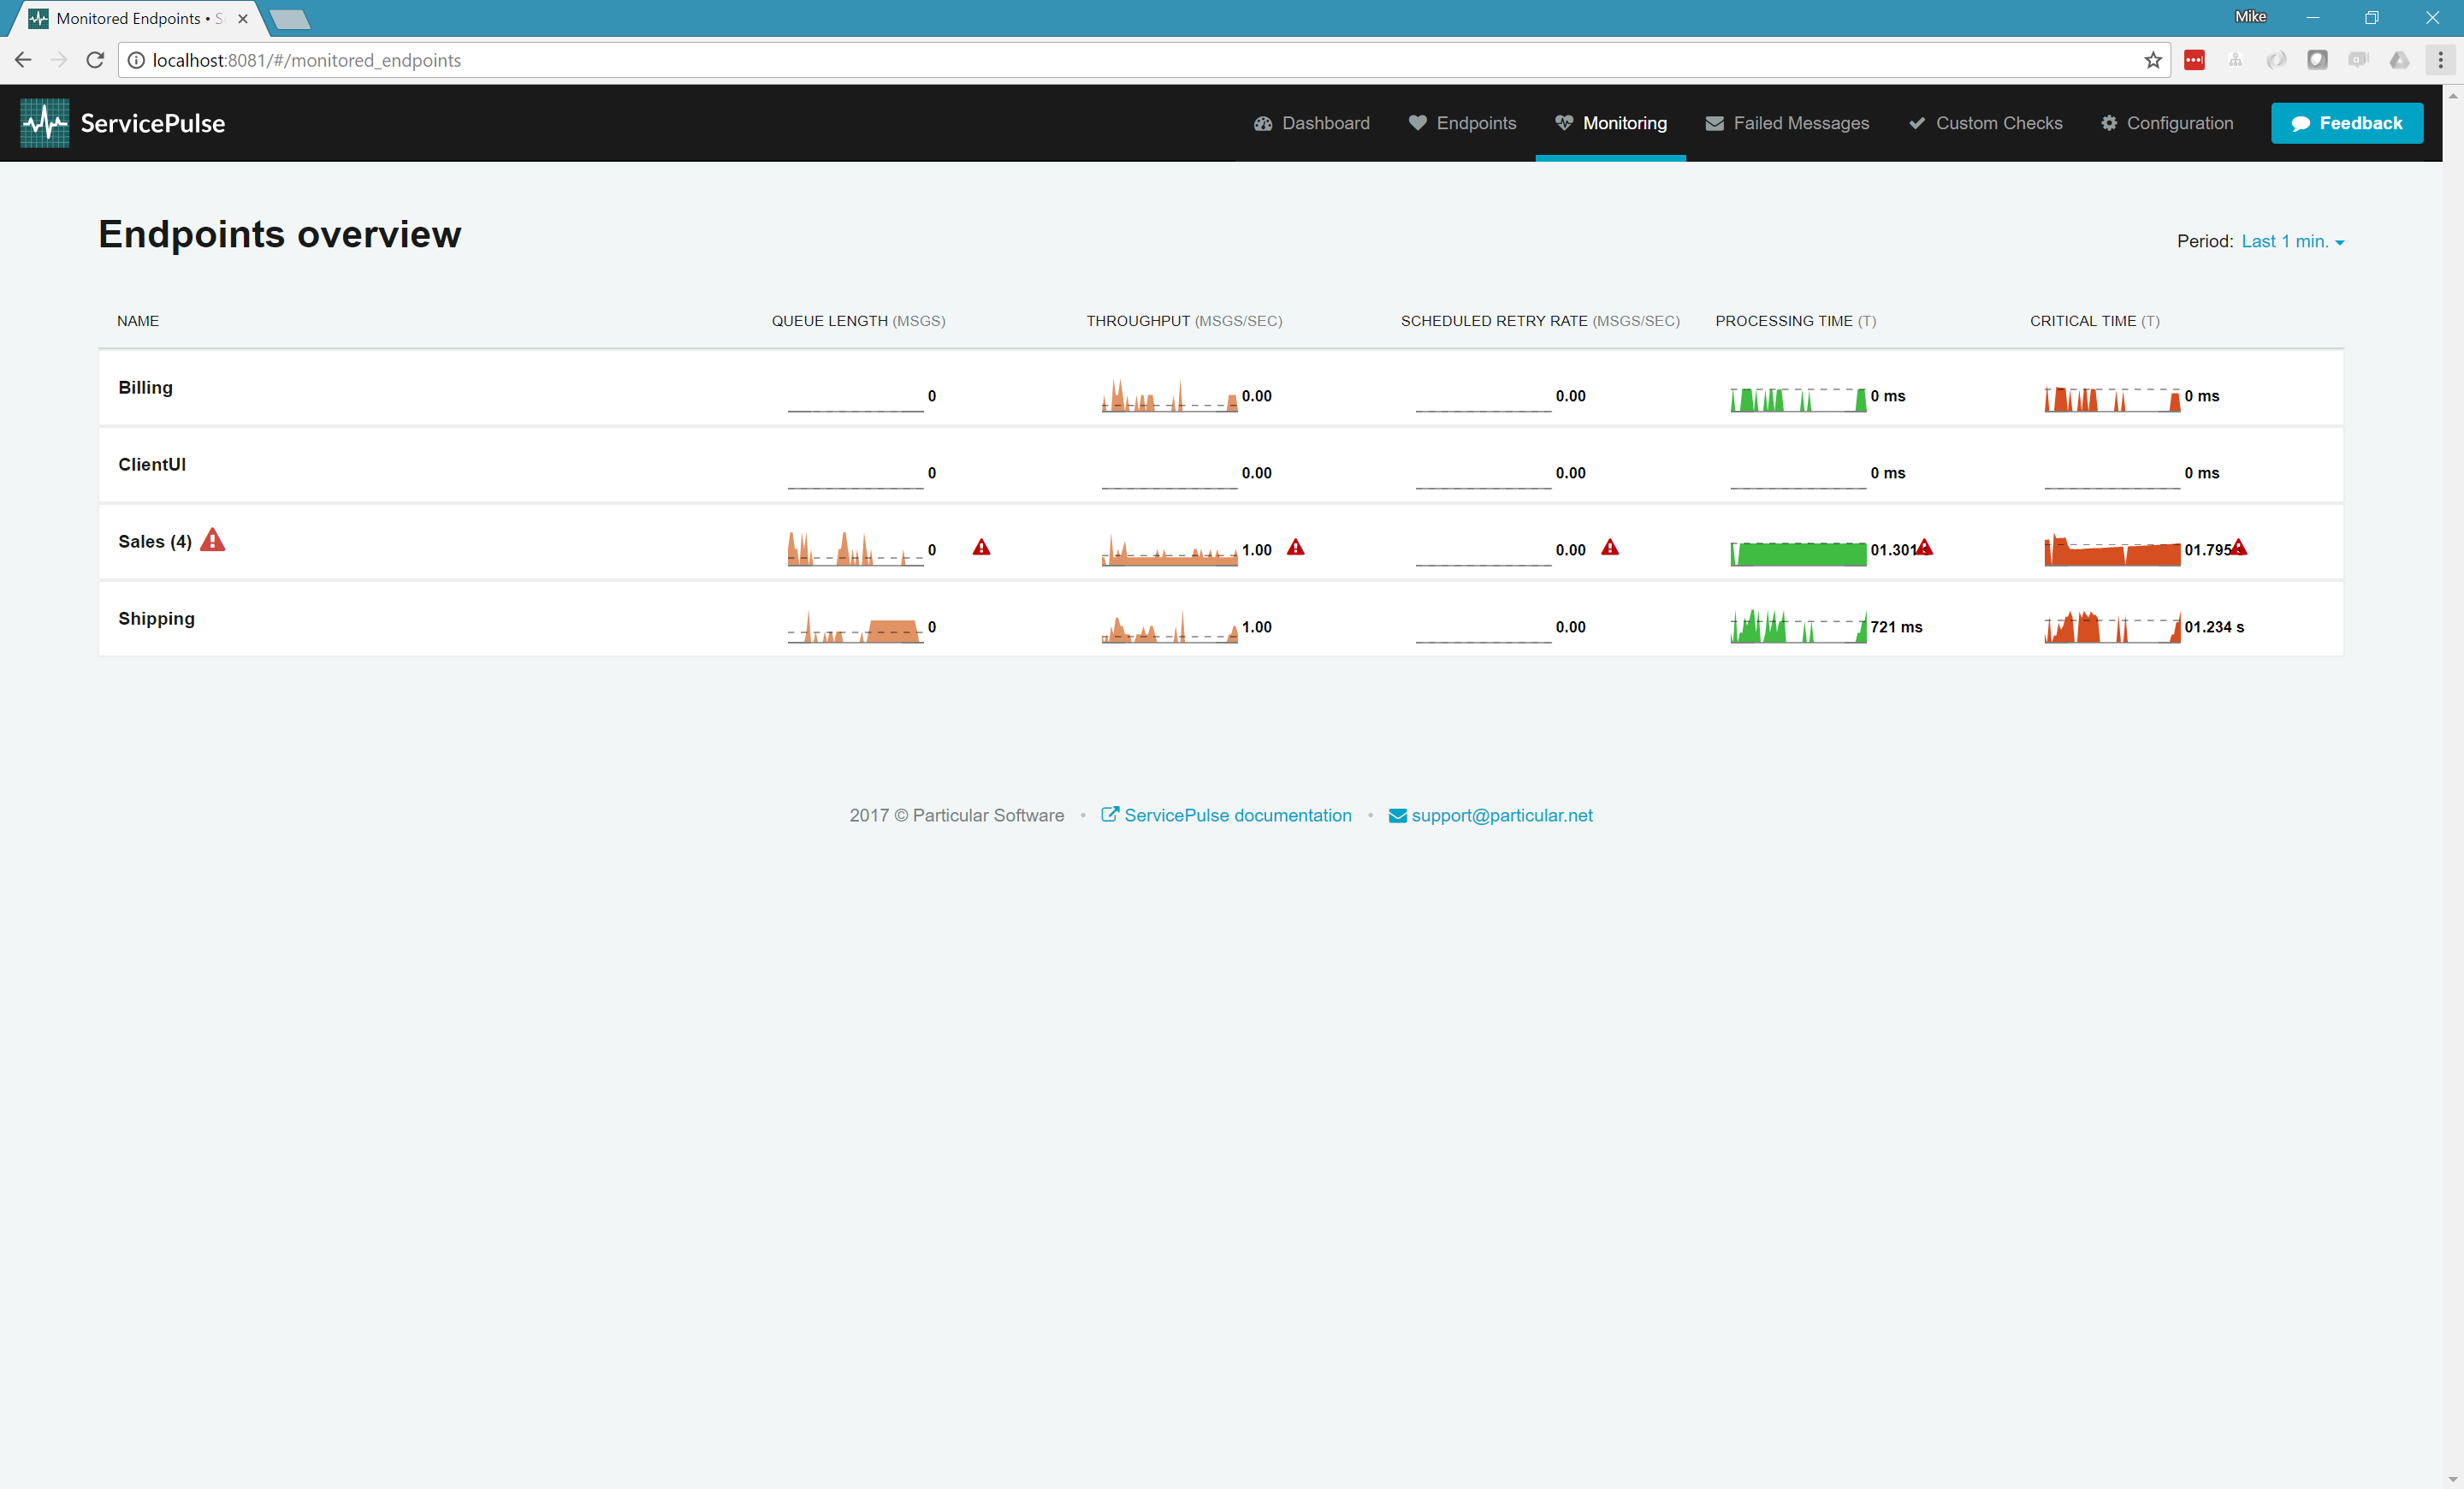 Monitored Endpoints • S
Mike
localhost:8081/#/monitored_endpoints
ServicePulse
Dashboard
Endpoints
Monitoring
Failed Messages
Custom Checks
Configuration
Feedback
Endpoints overview
Period: Last 1 min.
NAME QUEUE LENGTH (MSGS) THROUGHPUT (MSGS/SEC) SCHEDULED RETRY RATE (MSGS/SEC) PROCESSING TIME (T) CRITICAL TIME (T)
Billing 0 0.00 0.00 0 ms 0 ms
ClientUI 0 0.00 0.00 0 ms 0 ms
Sales (4) 0 1.00 0.00 01.301 01.795
Shipping 0 1.00 0.00 721 ms 01.234 s
2017 © Particular Software • ServicePulse documentation • support@particular.net